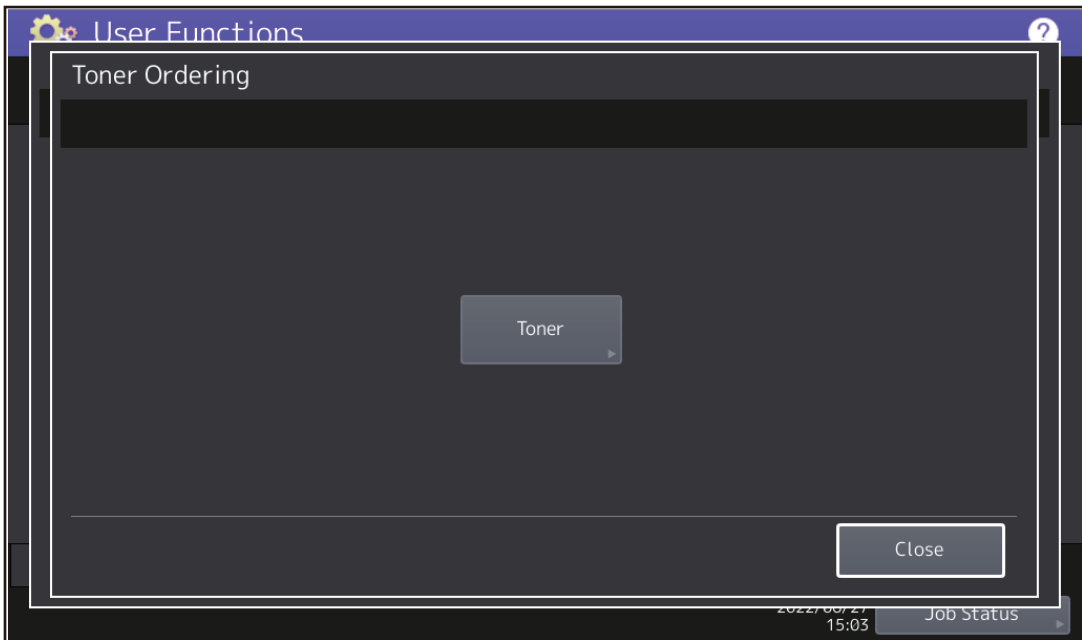 User Functions
?
Toner Ordering
Toner
Close
15:03
Job Status